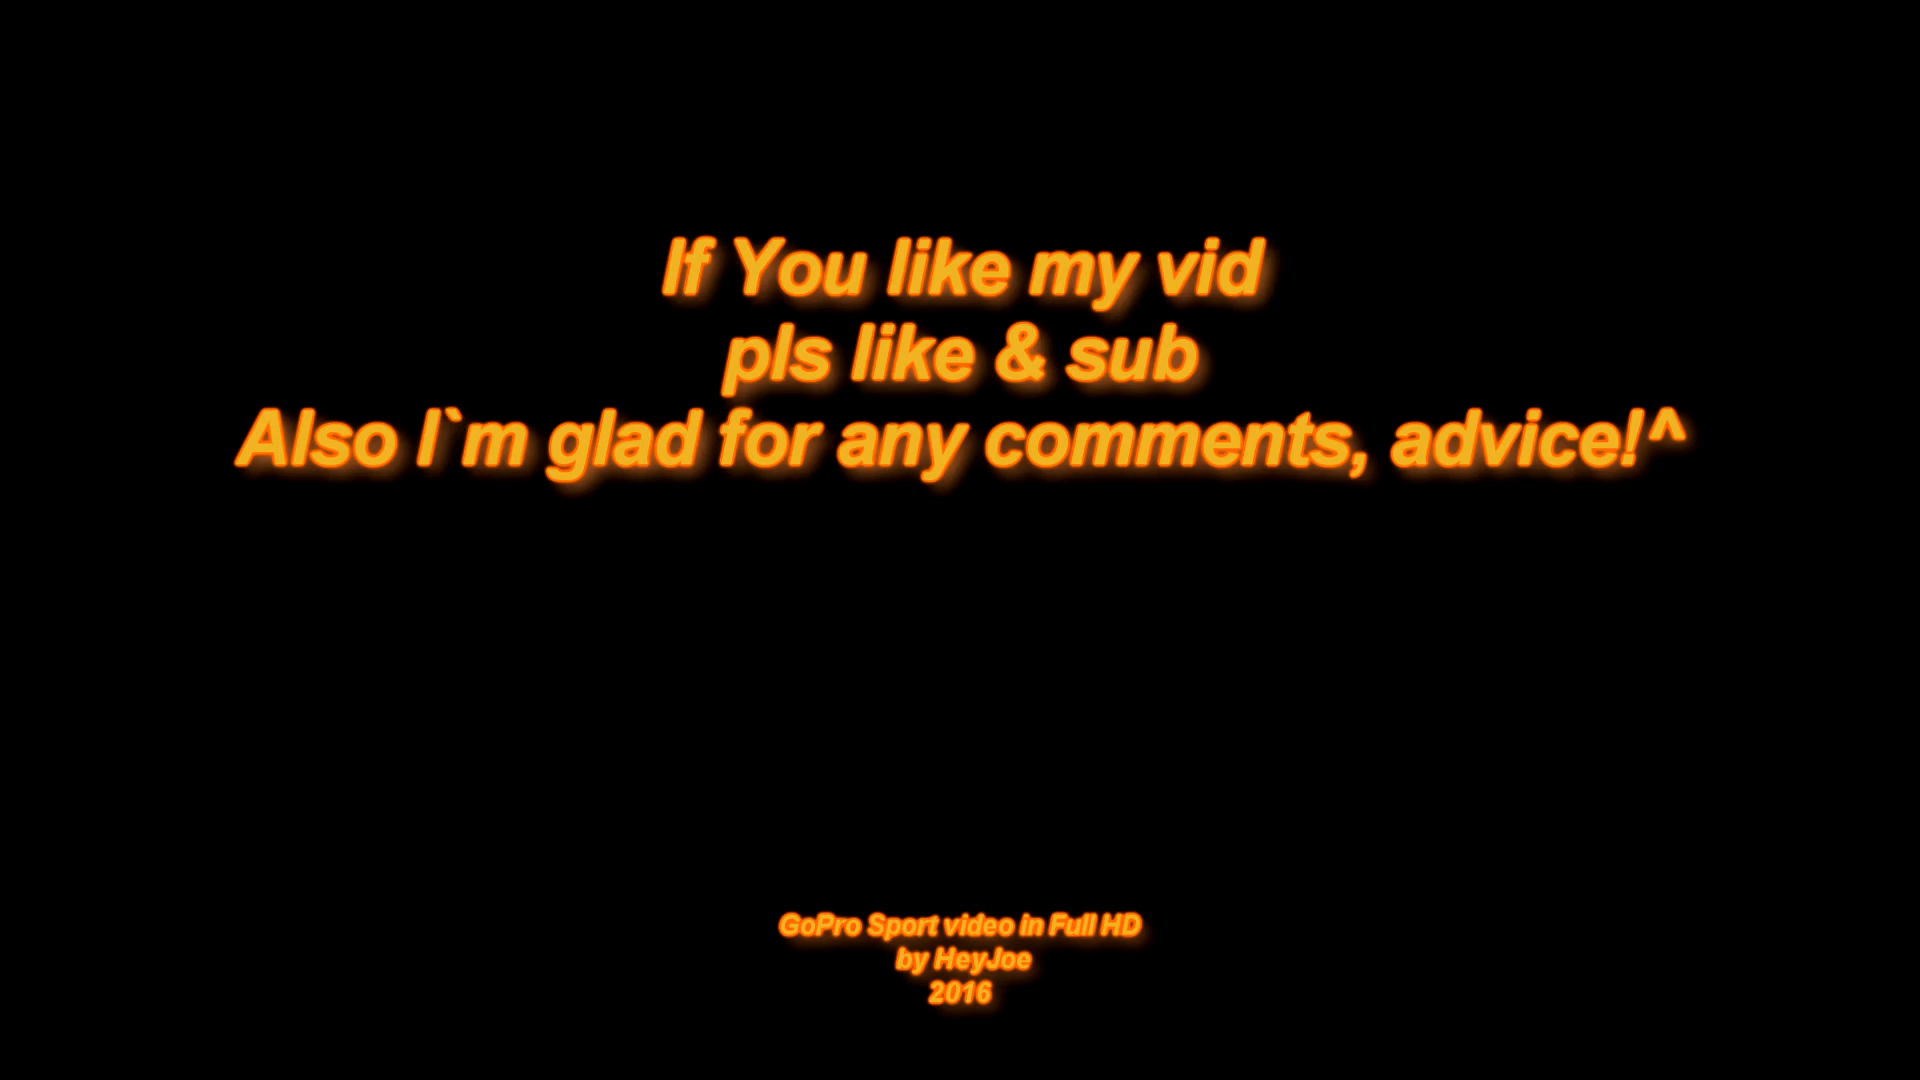 If You like my vid
pls like & sub
Also I`m glad for any comments, advice!^
GoPro Sport video in Full HD
by HeyJoe
2016